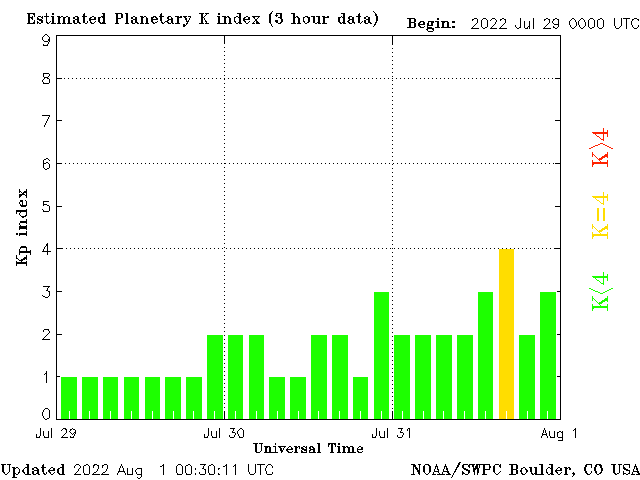 Estimated Planetary K index (3 hour data)
Begin: 2022 Jul 29 0000 UTC
9
8
7
6
5
4
3
2
1
0
Kp index
K<4 K=4 K>4
Jul 29 Jul 30 Jul 31 Aug 1
Universal Time
Updated 2022 Aug 1 00:30:11 UTC
NOAA/SWPC Boulder, CO USA